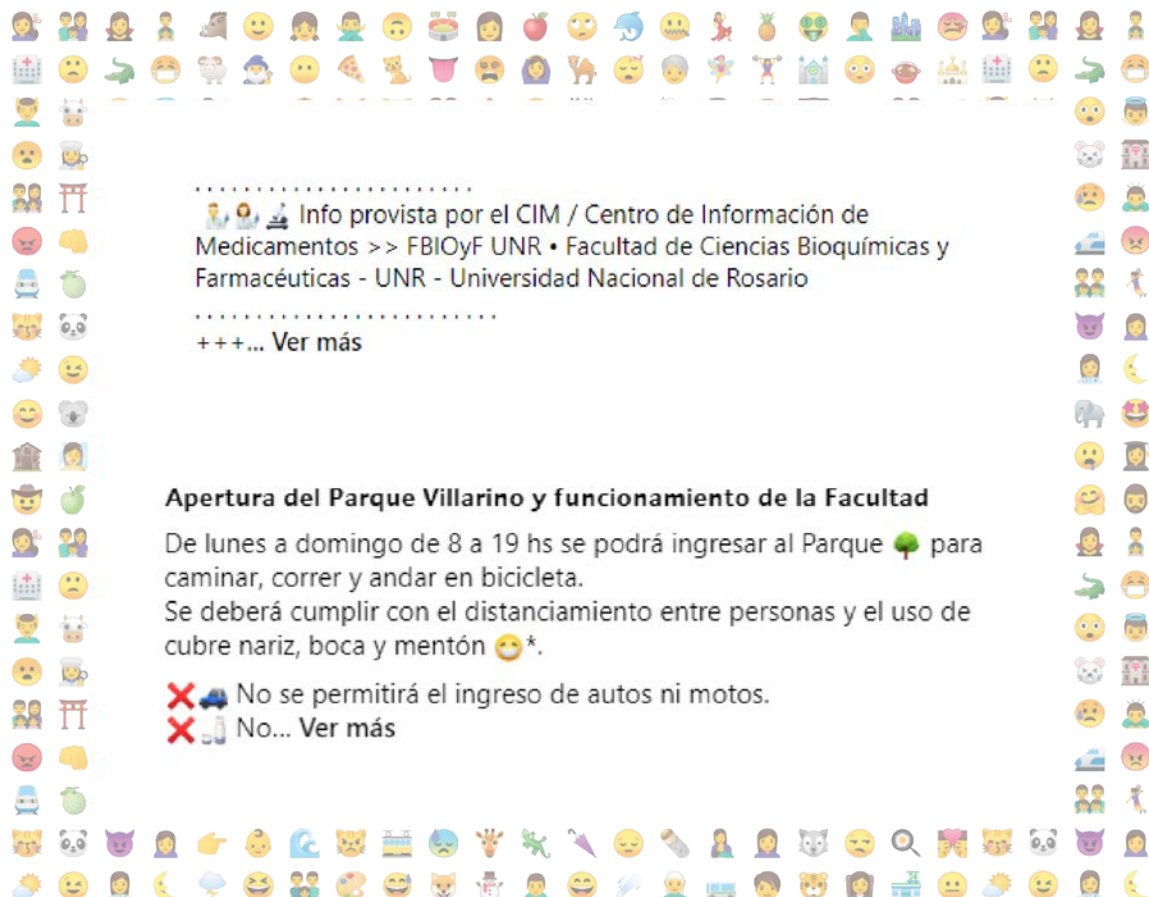 . . . . . . . . . . . . . . . . . . . . . . .
👨‍⚕️👩‍⚕️🔬 Info provista por el CIM / Centro de Información de
Medicamentos >> FBIOyF UNR • Facultad de Ciencias Bioquímicas y
Farmacéuticas - UNR - Universidad Nacional de Rosario
. . . . . . . . . . . . . . . . . . . . . . . . .
+++... Ver más
Apertura del Parque Villarino y funcionamiento de la Facultad
De lunes a domingo de 8 a 19 hs se podrá ingresar al Parque 🌳 para
caminar, correr y andar en bicicleta.
Se deberá cumplir con el distanciamiento entre personas y el uso de
cubre nariz, boca y mentón 😷*.
❌🚙 No se permitirá el ingreso de autos ni motos.
❌🍶 No... Ver más